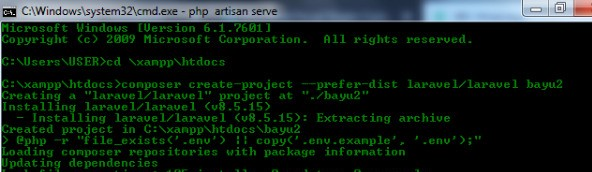 C:\Windows\system32\cmd.exe - php artisan serve
Microsoft Windows [Version 6.1.7601]
Copyright (c) 2009 Microsoft Corporation. All rights reserved.
C:\Users\USER>cd \xampp\htdocs
C:\xampp\htdocs>composer create-project --prefer-dist laravel/laravel bayu2
Creating a "laravel/laravel" project at "./bayu2"
Installing laravel/laravel (v8.5.15)
- Installing laravel/laravel (v8.5.15): Extracting archive
Created project in C:\xampp\htdocs\bayu2
> @php -r "file_exists('.env') || copy('.env.example', '.env');"
Loading composer repositories with package information
Updating dependencies